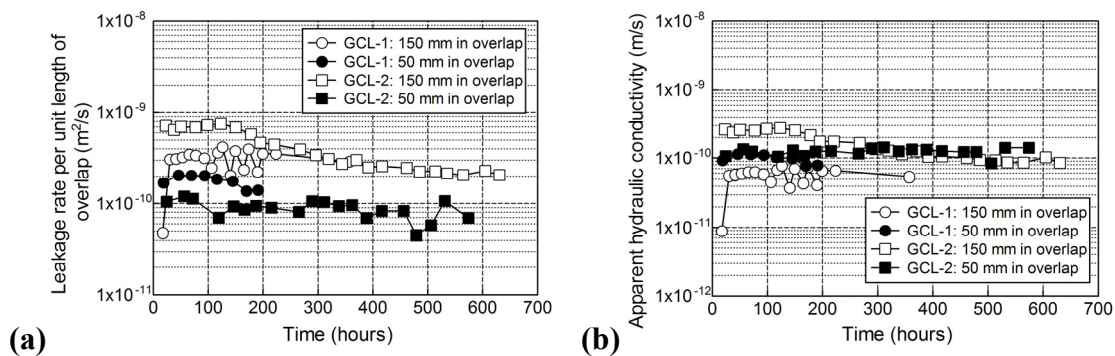 (a)
Leakage rate per unit length of
overlap (m²/s)
1x10⁻⁸
1x10⁻⁹
1x10⁻¹⁰
1x10⁻¹¹
GCL-1: 150 mm in overlap
GCL-1: 50 mm in overlap
GCL-2: 150 mm in overlap
GCL-2: 50 mm in overlap
0 100 200 300 400 500 600 700
Time (hours)
(b)
Apparent hydraulic conductivity (m/s)
1x10⁻⁸
1x10⁻⁹
1x10⁻¹⁰
1x10⁻¹¹
1x10⁻¹²
GCL-1: 150 mm in overlap
GCL-1: 50 mm in overlap
GCL-2: 150 mm in overlap
GCL-2: 50 mm in overlap
0 100 200 300 400 500 600 700
Time (hours)